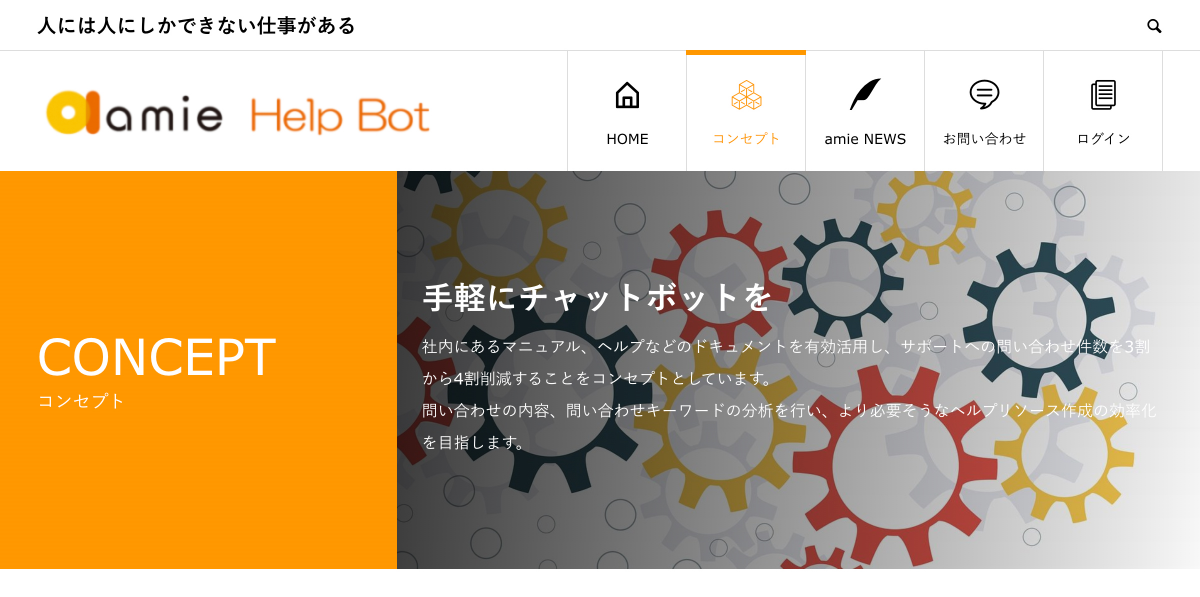 人には人にしかできない仕事がある
amie Help Bot
HOME
コンセプト
amie NEWS
お問い合わせ
ログイン
CONCEPT
コンセプト
手軽にチャットボットを
社内にあるマニュアル、ヘルプなどのドキュメントを有効活用し、サポートへの問い合わせ件数を3割
から4割削減することをコンセプトとしています。
問い合わせの内容、問い合わせキーワードの分析を行い、より必要そうなヘルプリソース作成の効率化
を目指します。